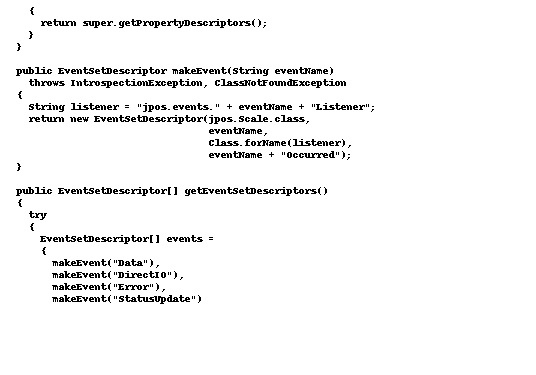 {
return super.getPropertyDescriptors();
}
}
public EventSetDescriptor makeEvent(String eventName)
throws IntrospectionException, ClassNotFoundException
{
String listener = "jpos.events." + eventName + "Listener";
return new EventSetDescriptor(jpos.Scale.class,
eventName,
Class.forName(listener),
eventName + "Occurred");
}
public EventSetDescriptor[] getEventSetDescriptors()
{
try
{
EventSetDescriptor[] events =
{
makeEvent("Data"),
makeEvent("DirectIO"),
makeEvent("Error"),
makeEvent("StatusUpdate")